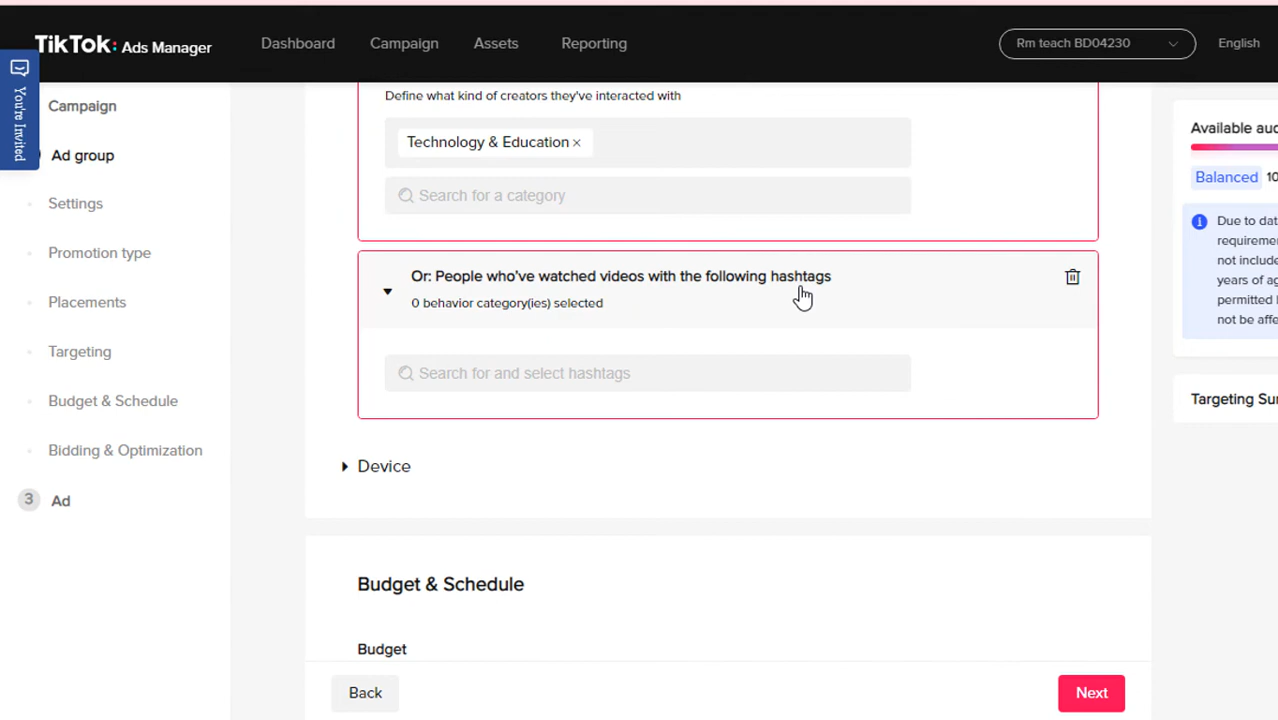 TikTok: Ads Manager
Dashboard
Campaign
Assets
Reporting
Rm teach BD04230
English
You're Invited
Campaign
Ad group
Settings
Promotion type
Placements
Targeting
Budget & Schedule
Bidding & Optimization
3 Ad
Define what kind of creators they've interacted with
Technology & Education ×
Search for a category
Or: People who've watched videos with the following hashtags
0 behavior category(ies) selected
Search for and select hashtags
Device
Budget & Schedule
Budget
Back
Next
Available aud
Balanced 10
Due to dat
requiremen
not include
years of ag
permitted
not be affe
Targeting Su